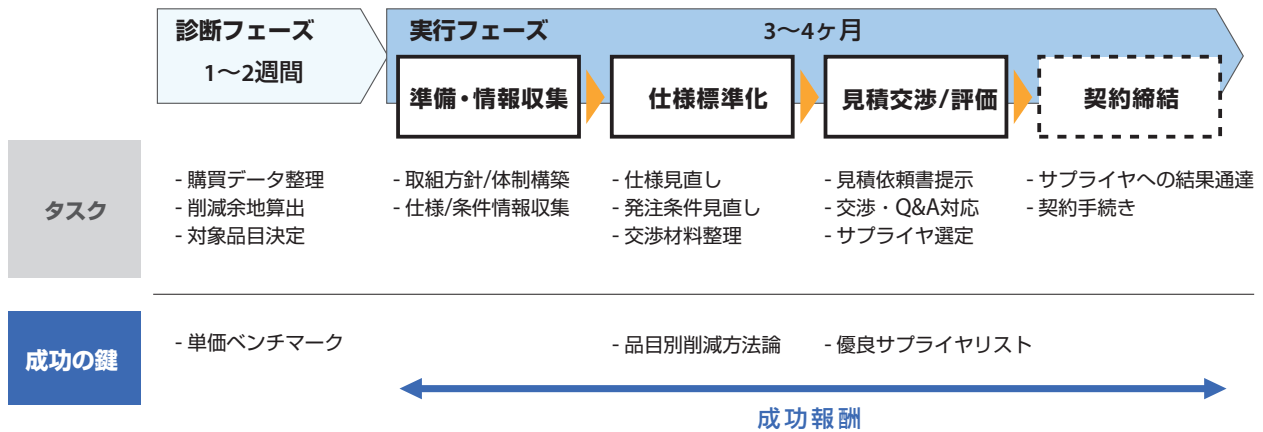 診断フェーズ
1〜2週間
実行フェーズ
3〜4ヶ月
準備・情報収集
仕様標準化
見積交渉/評価
契約締結
タスク
- 購買データ整理
- 削減余地算出
- 対象品目決定
- 取組方針/体制構築
- 仕様/条件情報収集
- 仕様見直し
- 発注条件見直し
- 交渉材料整理
- 見積依頼書提示
- 交渉・Q&A対応
- サプライヤ選定
- サプライヤへの結果通達
- 契約手続き
成功の鍵
- 単価ベンチマーク
- 品目別削減方法論
- 優良サプライヤリスト
成功報酬